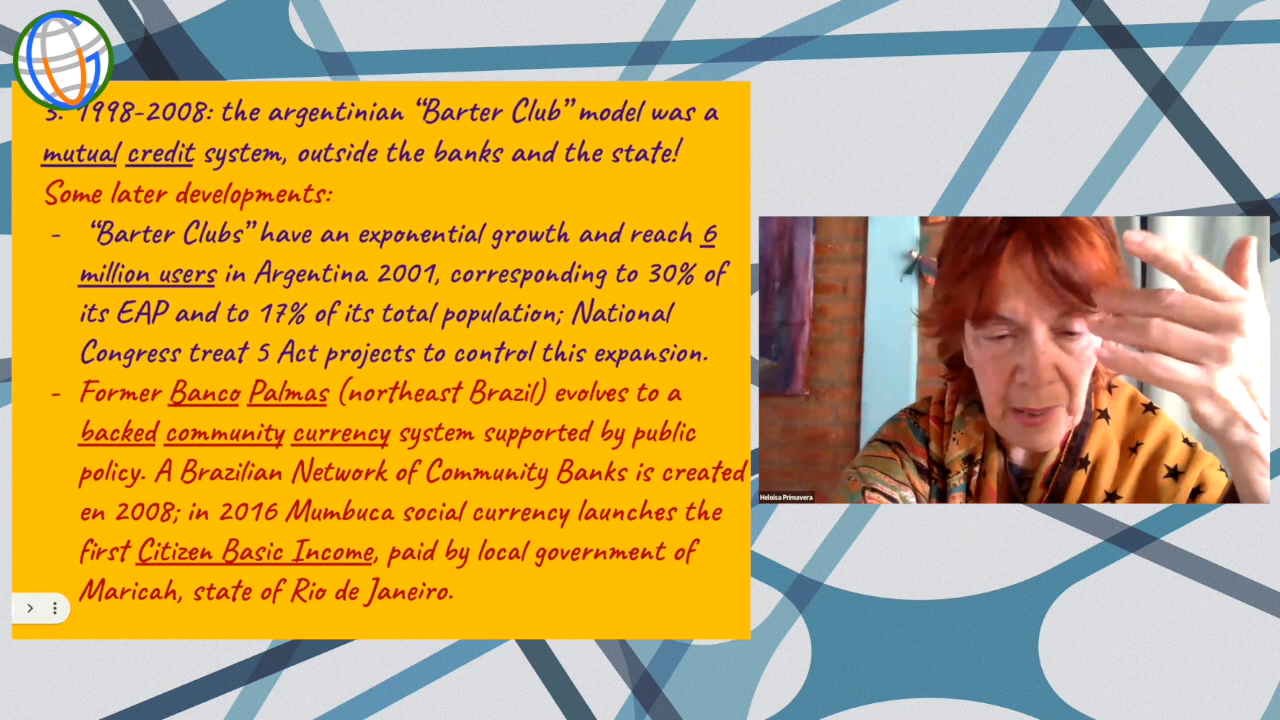 3. 1998-2008: the argentinian “Barter Club” model was a
mutual credit system, outside the banks and the state!
Some later developments:
- “Barter Clubs” have an exponential growth and reach 6
million users in Argentina 2001, corresponding to 30% of
its EAP and to 17% of its total population; National
Congress treat 5 Act projects to control this expansion.
- Former Banco Palmas (northeast Brazil) evolves to a
backed community currency system supported by public
policy. A Brazilian Network of Community Banks is created
en 2008; in 2016 Mumbuca social currency launches the
first Citizen Basic Income, paid by local government of
Maricah, state of Rio de Janeiro.
Heloisa Primavera